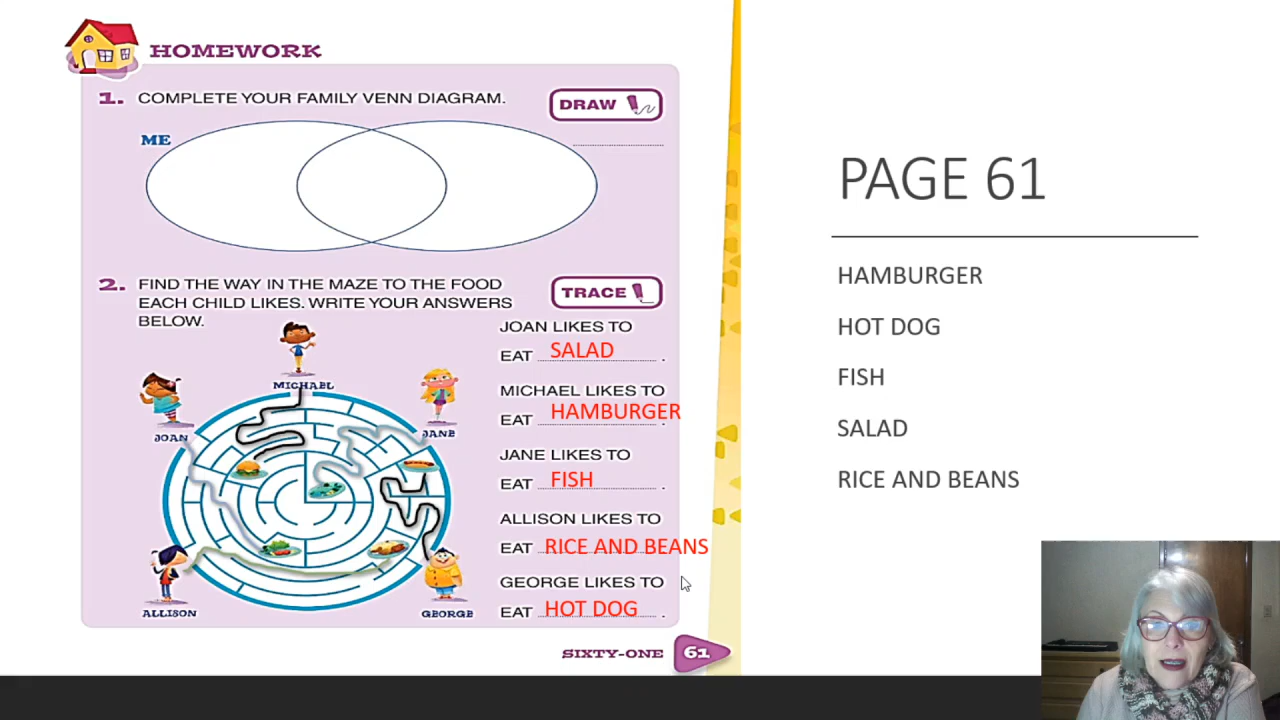 HOMEWORK
1. COMPLETE YOUR FAMILY VENN DIAGRAM.
DRAW
ME
2. FIND THE WAY IN THE MAZE TO THE FOOD
EACH CHILD LIKES. WRITE YOUR ANSWERS
BELOW.
TRACE
MICHAEL
JOAN
JANE
ALLISON
GEORGE
JOAN LIKES TO
EAT SALAD .
MICHAEL LIKES TO
EAT HAMBURGER .
JANE LIKES TO
EAT FISH .
ALLISON LIKES TO
EAT RICE AND BEANS
GEORGE LIKES TO
EAT HOT DOG .
SIXTY-ONE 61
PAGE 61
HAMBURGER
HOT DOG
FISH
SALAD
RICE AND BEANS